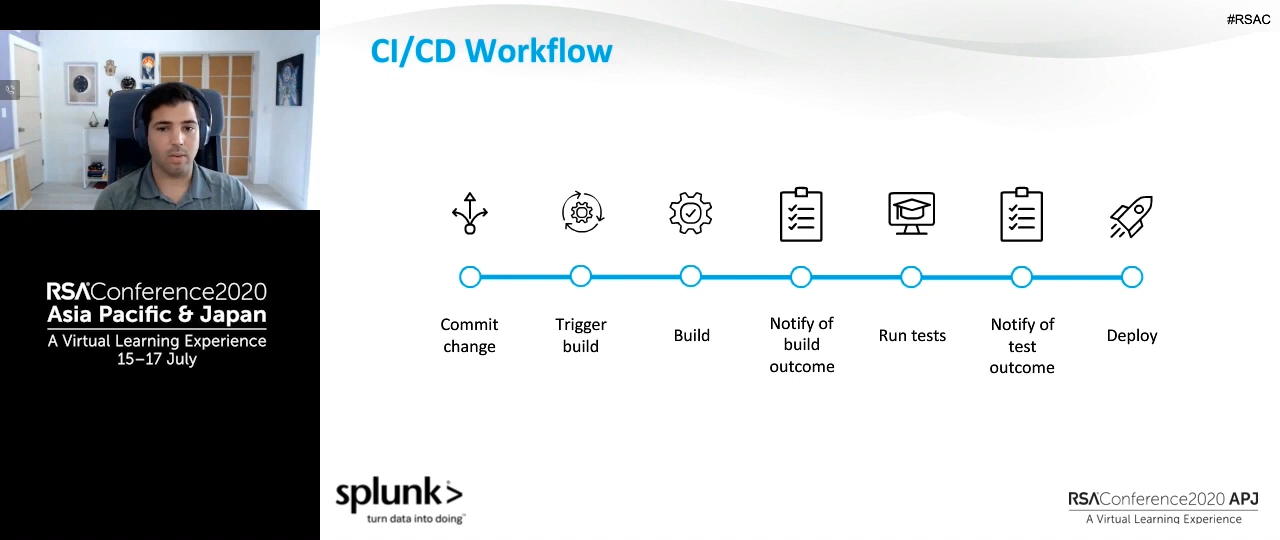 #RSAC
CI/CD Workflow
Commit
change
Trigger
build
Build
Notify of
build
outcome
Run tests
Notify of
test
outcome
Deploy
RSAConference2020
Asia Pacific & Japan
A Virtual Learning Experience
15–17 July
splunk>
turn data into doing™
RSAConference2020 APJ
A Virtual Learning Experience